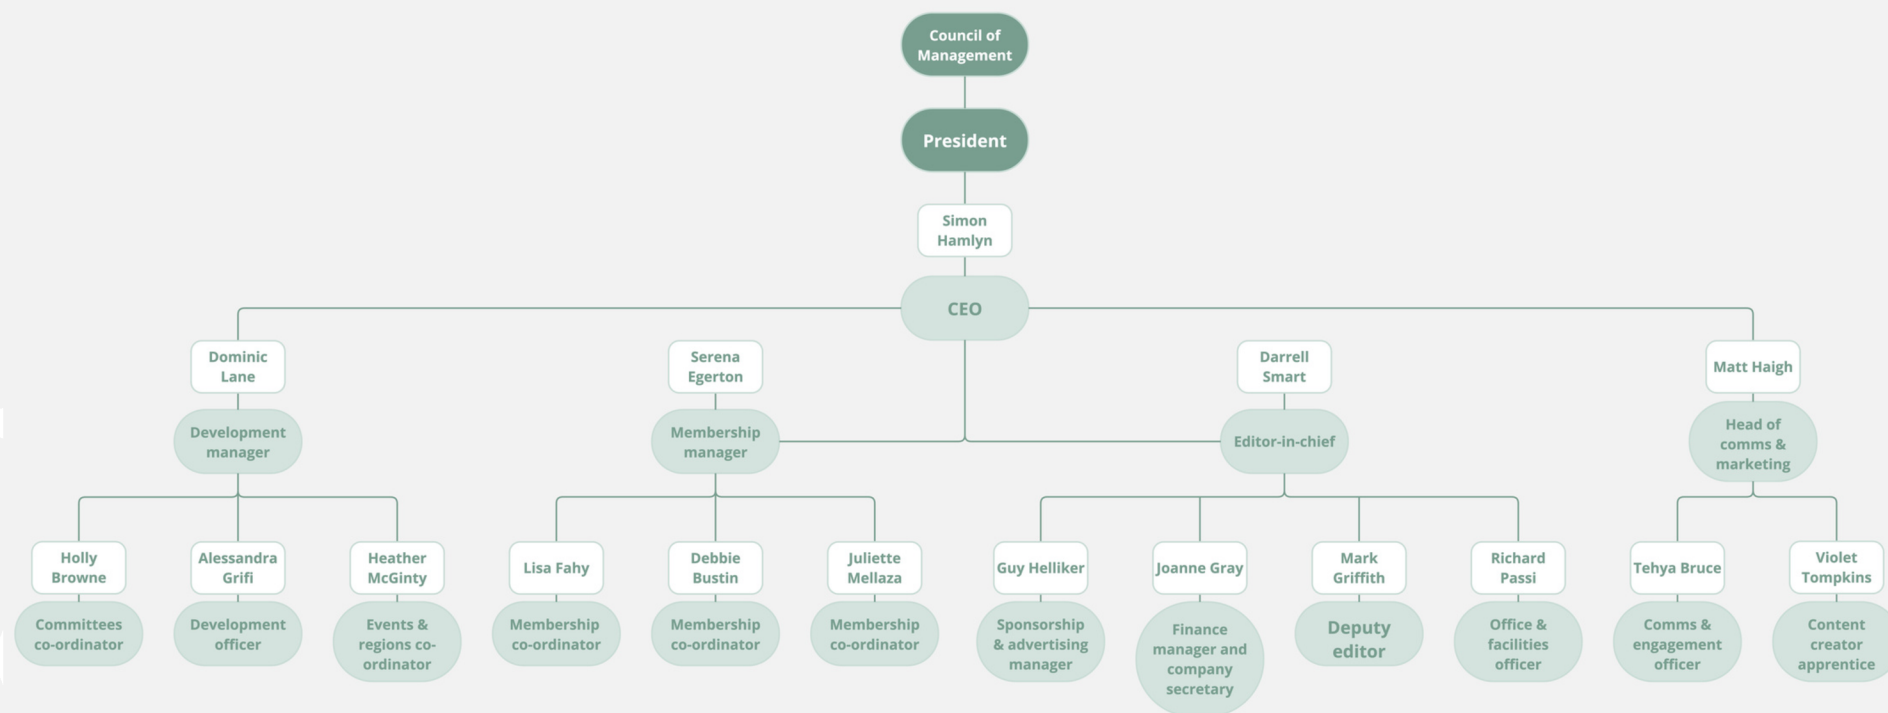 Council of
Management
President
Simon
Hamlyn
CEO
Dominic
Lane
Development
manager
Serena
Egerton
Membership
manager
Darrell
Smart
Editor-in-chief
Matt Haigh
Head of
comms &
marketing
Holly
Browne
Committees
co-ordinator
Alessandra
Grifi
Development
officer
Heather
McGinty
Events &
regions co-
ordinator
Lisa Fahy
Membership
co-ordinator
Debbie
Bustin
Membership
co-ordinator
Juliette
Mellaza
Membership
co-ordinator
Guy Helliker
Sponsorship
& advertising
manager
Joanne Gray
Finance
manager and
company
secretary
Mark
Griffith
Deputy
editor
Richard
Passi
Office &
facilities
officer
Tehya Bruce
Comms &
engagement
officer
Violet
Tompkins
Content
creator
apprentice